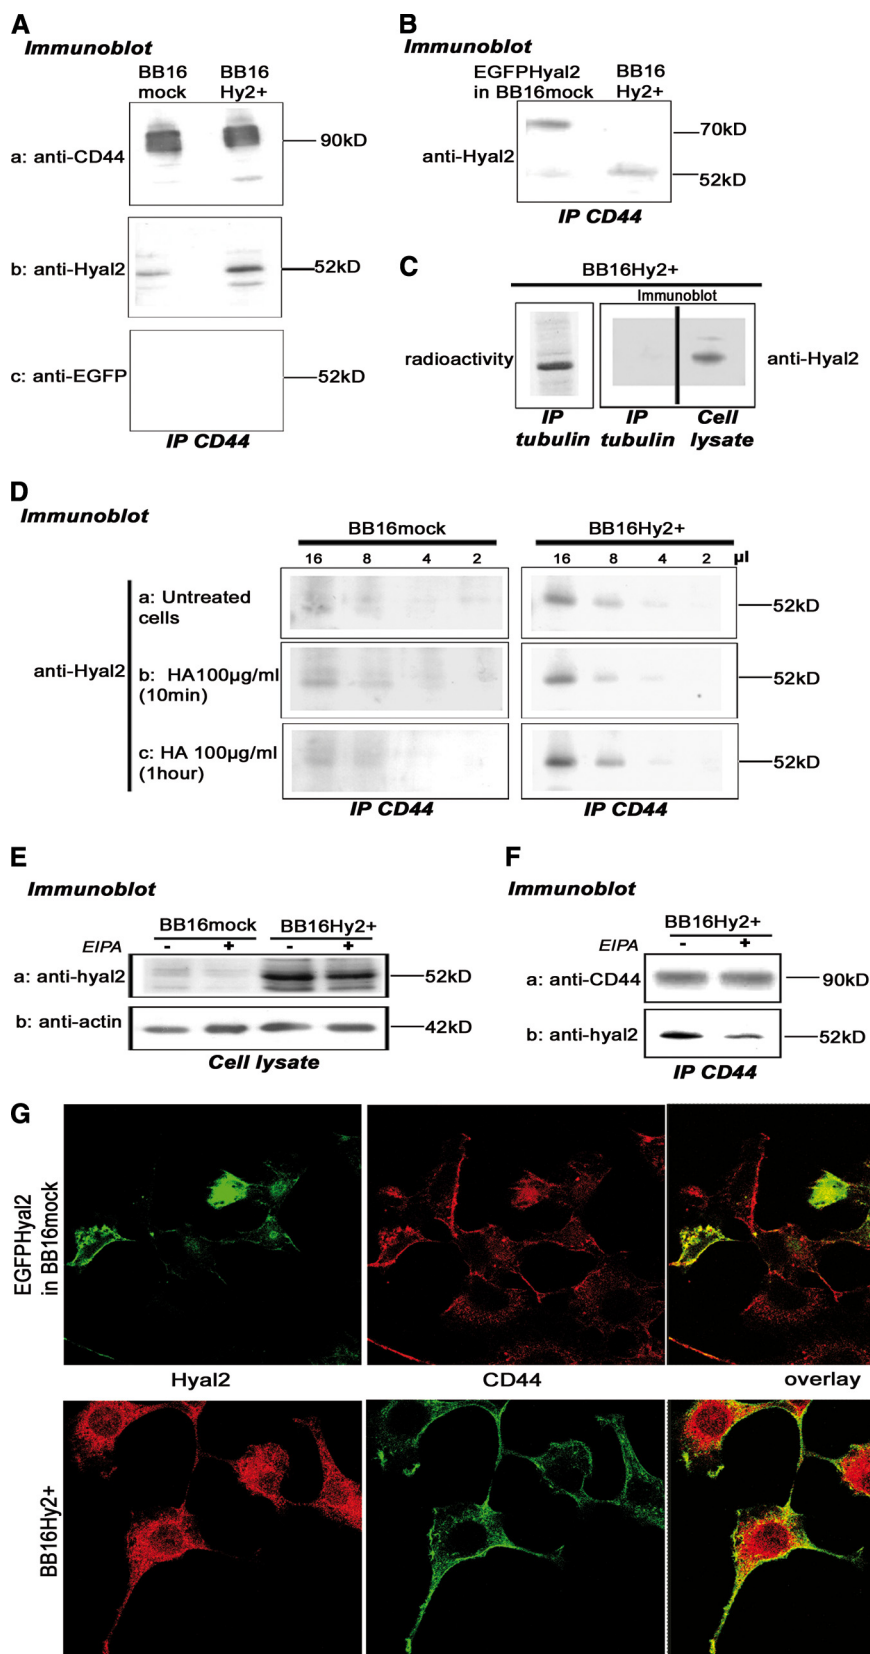 A
Immunoblot
BB16 mock
BB16 Hy2+
a: anti-CD44
90kD
b: anti-Hyal2
52kD
c: anti-EGFP
52kD
IP CD44
B
Immunoblot
EGFPHyal2 in BB16mock
BB16 Hy2+
anti-Hyal2
70kD
52kD
IP CD44
C
BB16Hy2+
Immunoblot
radioactivity
anti-Hyal2
IP tubulin
IP tubulin
Cell lysate
D
Immunoblot
BB16mock
BB16Hy2+
16 8 4 2
16 8 4 2 µl
anti-Hyal2
a: Untreated cells
52kD
b: HA100µg/ml (10min)
52kD
c: HA 100µg/ml (1hour)
52kD
IP CD44
IP CD44
E
Immunoblot
BB16mock
BB16Hy2+
EIPA - + - +
a: anti-hyal2
52kD
b: anti-actin
42kD
Cell lysate
F
Immunoblot
BB16Hy2+
EIPA - +
a: anti-CD44
90kD
b: anti-hyal2
52kD
IP CD44
G
EGFPHyal2 in BB16mock
Hyal2
CD44
overlay
BB16Hy2+